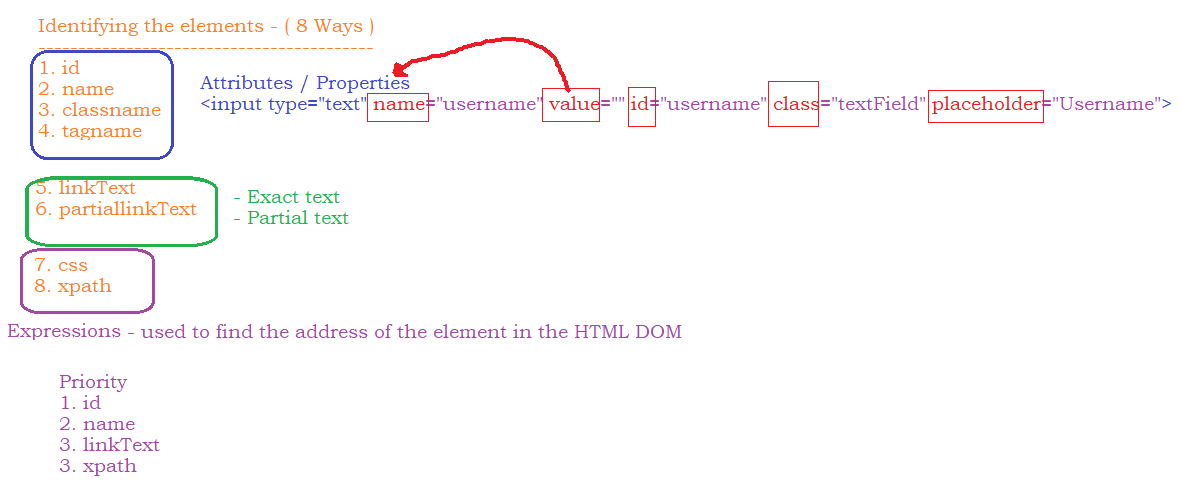 Identifying the elements - ( 8 Ways )
------------------------------------------
1. id
2. name
3. classname
4. tagname
Attributes / Properties
<input type="text" name="username" value="" id="username" class="textField" placeholder="Username">
5. linkText
6. partiallinkText
- Exact text
- Partial text
7. css
8. xpath
Expressions - used to find the address of the element in the HTML DOM
Priority
1. id
2. name
3. linkText
3. xpath